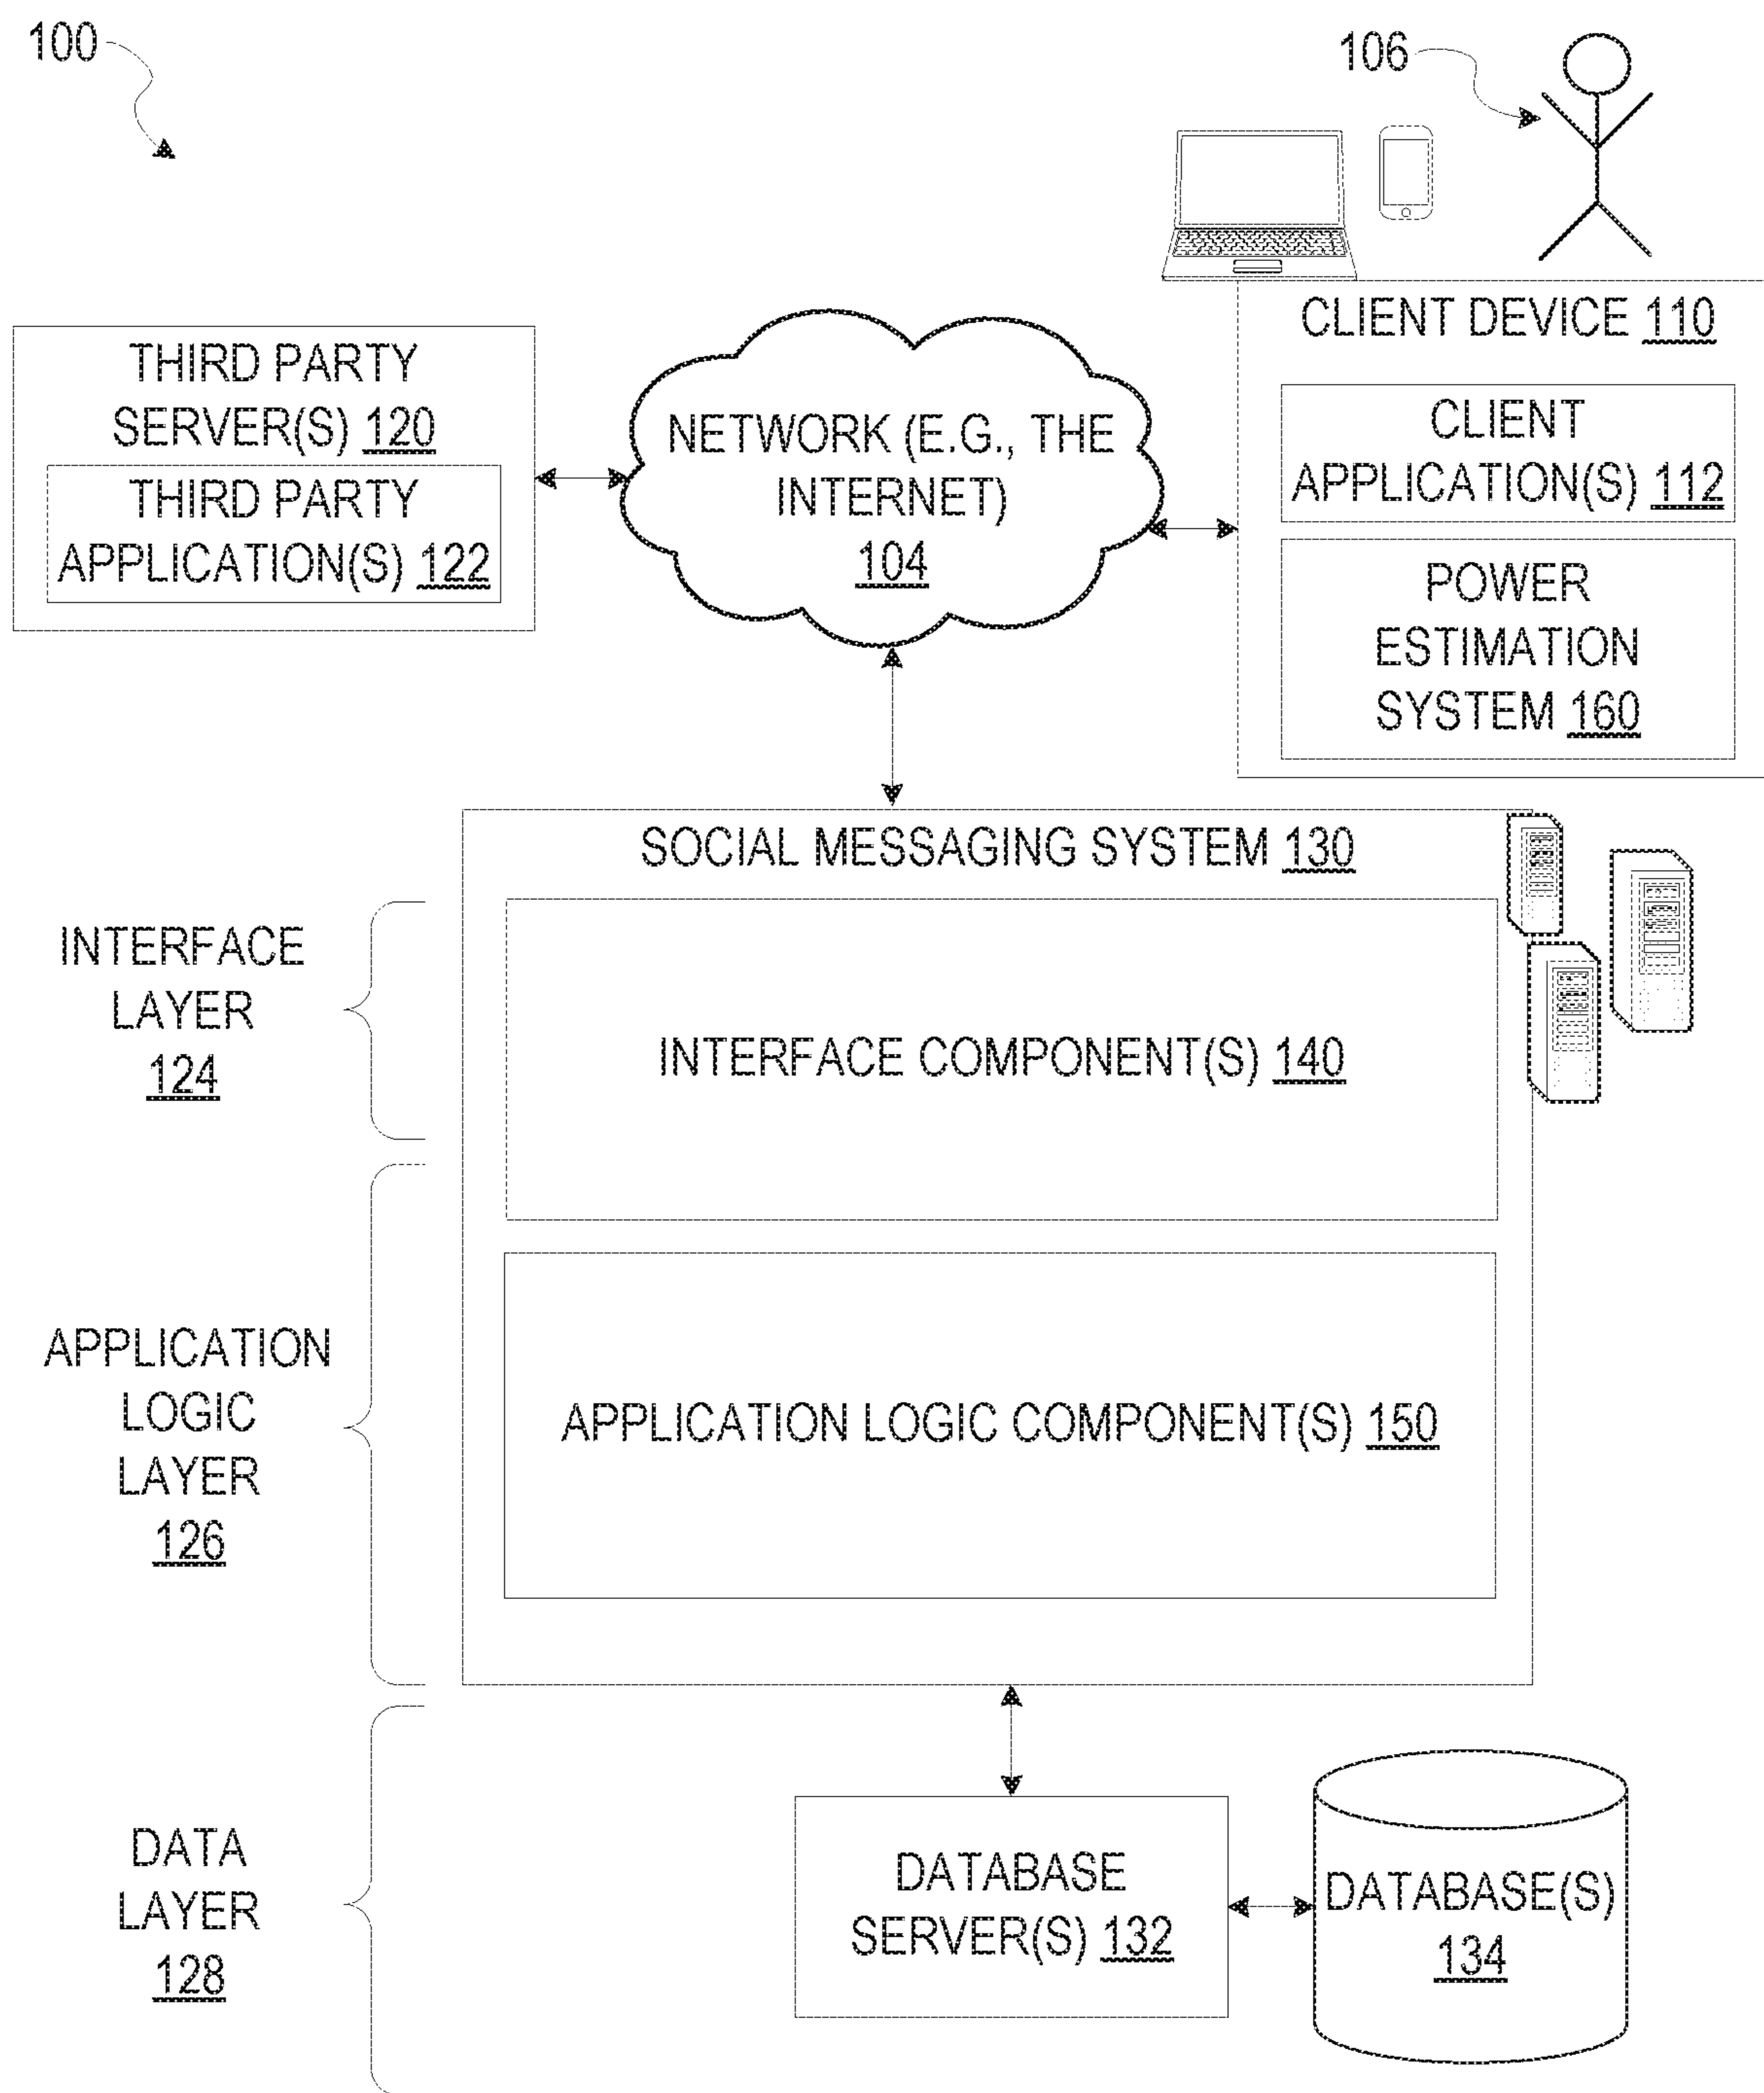 100
106
CLIENT DEVICE 110
CLIENT
APPLICATION(S) 112
POWER
ESTIMATION
SYSTEM 160
THIRD PARTY
SERVER(S) 120
THIRD PARTY
APPLICATION(S) 122
NETWORK (E.G., THE
INTERNET)
104
SOCIAL MESSAGING SYSTEM 130
INTERFACE
LAYER
124
INTERFACE COMPONENT(S) 140
APPLICATION
LOGIC
LAYER
126
APPLICATION LOGIC COMPONENT(S) 150
DATA
LAYER
128
DATABASE
SERVER(S) 132
DATABASE(S)
134